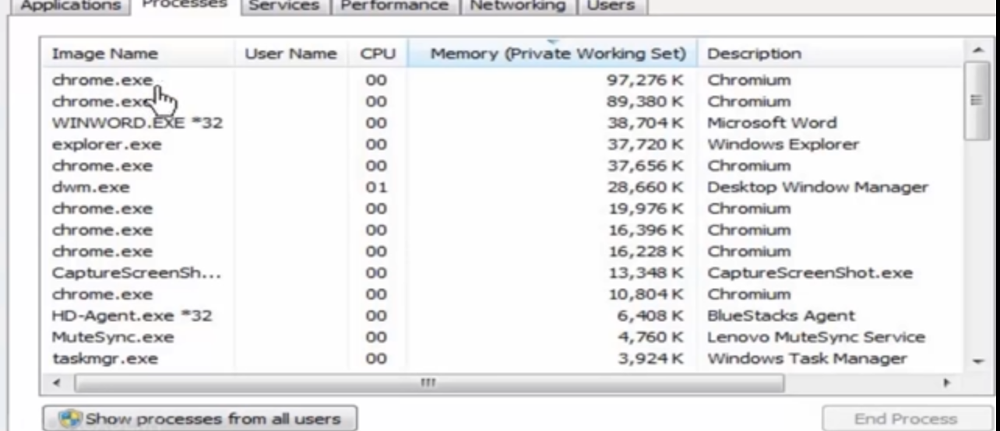 Applications Processes Services Performance Networking Users
Image Name User Name CPU Memory (Private Working Set) Description
chrome.exe 00 97,276 K Chromium
chrome.exe 00 89,380 K Chromium
WINWORD.EXE *32 00 38,704 K Microsoft Word
explorer.exe 00 37,720 K Windows Explorer
chrome.exe 00 37,656 K Chromium
dwm.exe 01 28,660 K Desktop Window Manager
chrome.exe 00 19,976 K Chromium
chrome.exe 00 16,396 K Chromium
chrome.exe 00 16,228 K Chromium
CaptureScreenSh... 00 13,348 K CaptureScreenShot.exe
chrome.exe 00 10,804 K Chromium
HD-Agent.exe *32 00 6,408 K BlueStacks Agent
MuteSync.exe 00 4,760 K Lenovo MuteSync Service
taskmgr.exe 00 3,924 K Windows Task Manager
Show processes from all users End Process